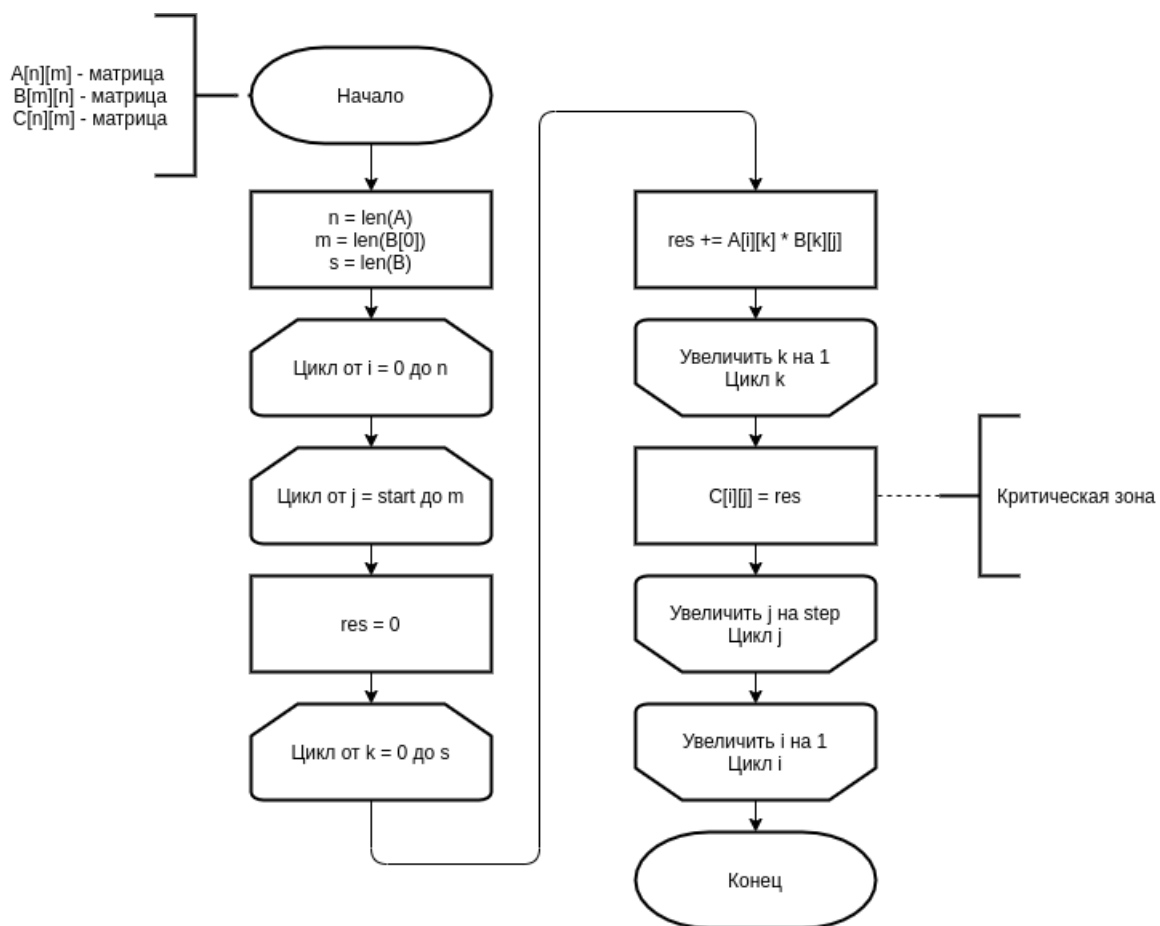 A[n][m] - матрица
B[m][n] - матрица
C[n][m] - матрица
Начало
n = len(A)
m = len(B[0])
s = len(B)
Цикл от i = 0 до n
Цикл от j = start до m
res = 0
Цикл от k = 0 до s
res += A[i][k] * B[k][j]
Увеличить k на 1
Цикл k
C[i][j] = res
Критическая зона
Увеличить j на step
Цикл j
Увеличить i на 1
Цикл i
Конец